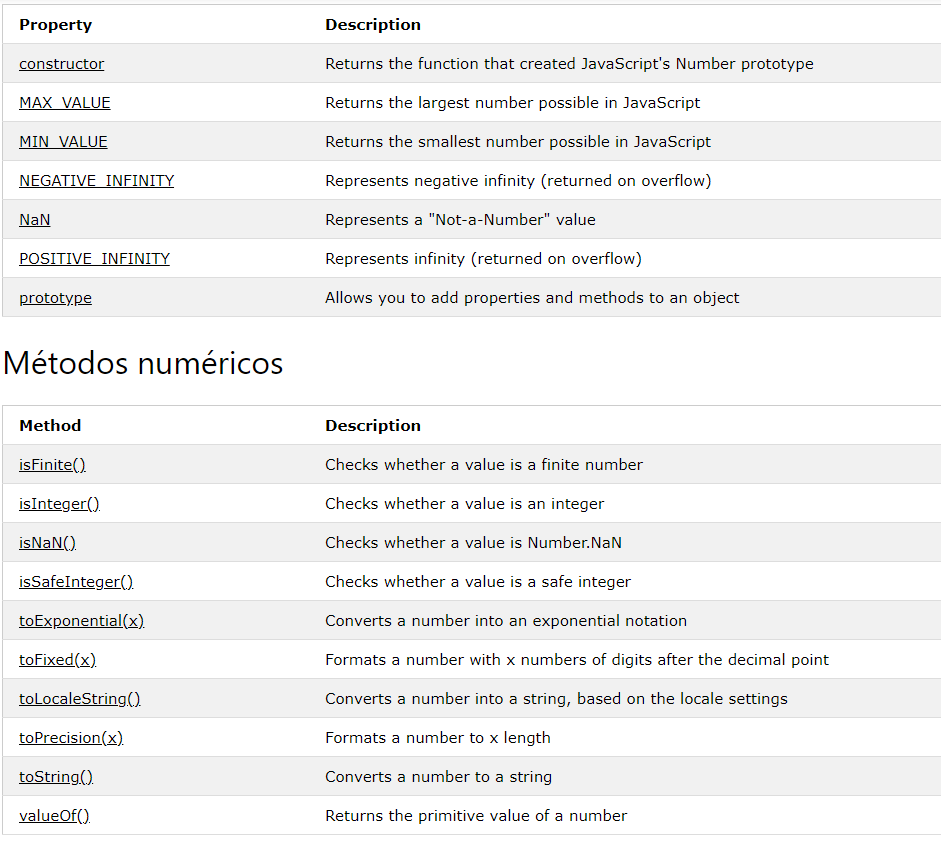 Property Description
constructor Returns the function that created JavaScript's Number prototype
MAX_VALUE Returns the largest number possible in JavaScript
MIN_VALUE Returns the smallest number possible in JavaScript
NEGATIVE_INFINITY Represents negative infinity (returned on overflow)
NaN Represents a "Not-a-Number" value
POSITIVE_INFINITY Represents infinity (returned on overflow)
prototype Allows you to add properties and methods to an object
Métodos numéricos
Method Description
isFinite() Checks whether a value is a finite number
isInteger() Checks whether a value is an integer
isNaN() Checks whether a value is Number.NaN
isSafeInteger() Checks whether a value is a safe integer
toExponential(x) Converts a number into an exponential notation
toFixed(x) Formats a number with x numbers of digits after the decimal point
toLocaleString() Converts a number into a string, based on the locale settings
toPrecision(x) Formats a number to x length
toString() Converts a number to a string
valueOf() Returns the primitive value of a number